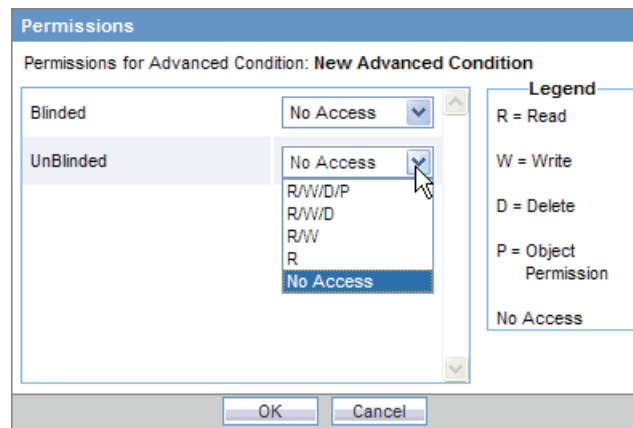 Permissions
Permissions for Advanced Condition: New Advanced Condition
Blinded
No Access
UnBlinded
No Access
R/W/D/P
R/W/D
R/W
R
No Access
Legend
R = Read
W = Write
D = Delete
P = Object
Permission
No Access
OK
Cancel